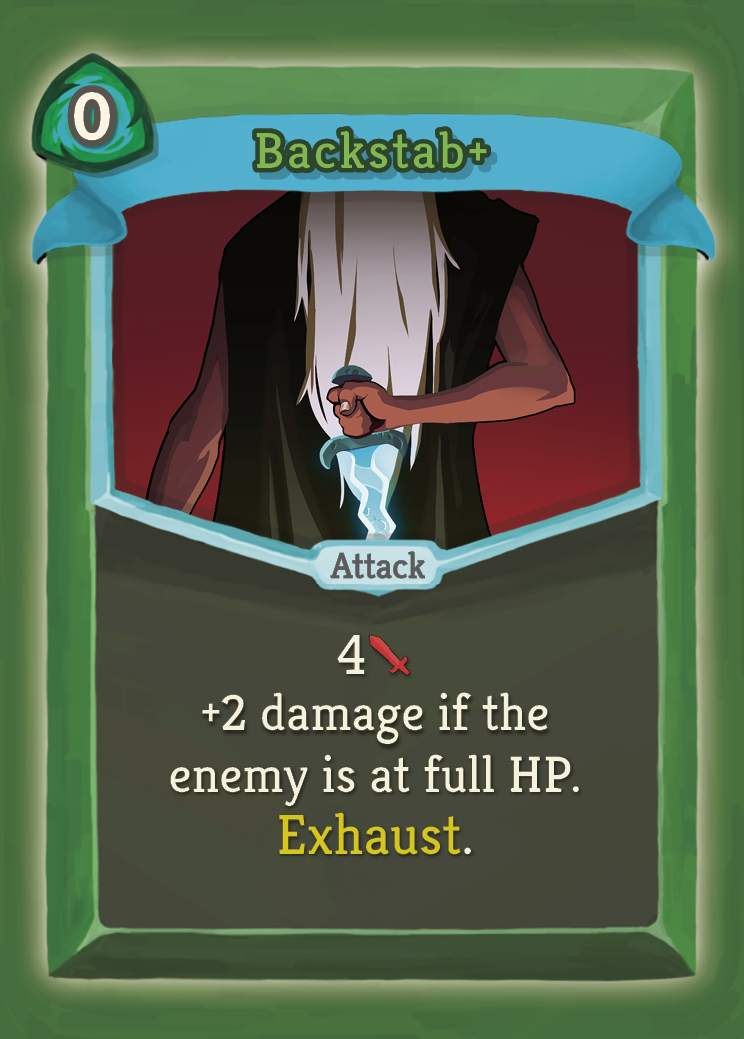 0
Backstab+
Attack
4
+2 damage if the
enemy is at full HP.
Exhaust.